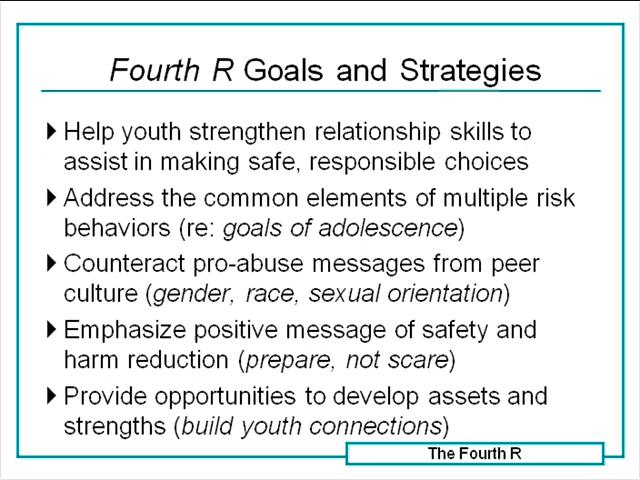 Fourth R Goals and Strategies
Help youth strengthen relationship skills to
assist in making safe, responsible choices
Address the common elements of multiple risk
behaviors (re: goals of adolescence)
Counteract pro-abuse messages from peer
culture (gender, race, sexual orientation)
Emphasize positive message of safety and
harm reduction (prepare, not scare)
Provide opportunities to develop assets and
strengths (build youth connections)
The Fourth R